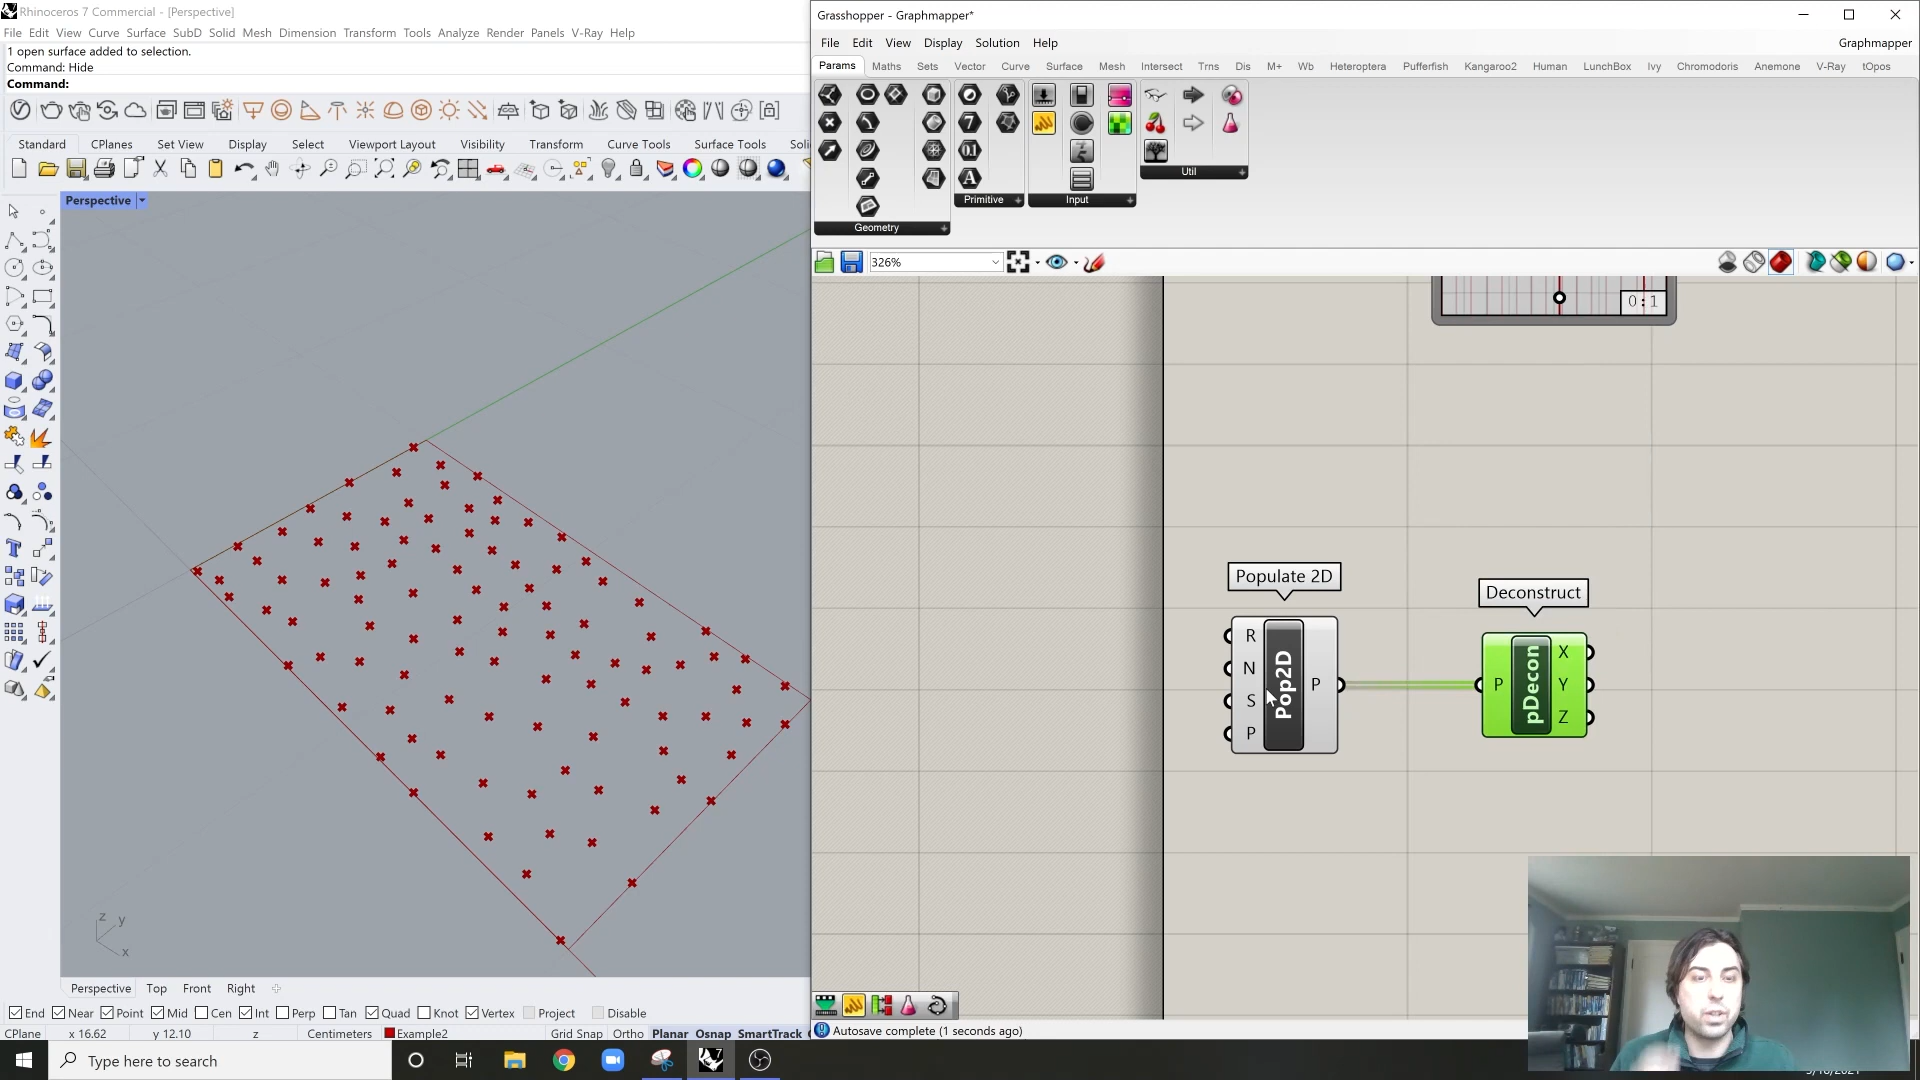 Rhinoceros 7 Commercial - [Perspective]
File Edit View Curve Surface SubD Solid Mesh Dimension Transform Tools Analyze Render Panels V-Ray Help
1 open surface added to selection.
Command: Hide
Command:
Standard CPlanes Set View Display Select Viewport Layout Visibility Transform Curve Tools Surface Tools Soli
Perspective
z y
x
Perspective Top Front Right
End Near Point Mid Cen Int Perp Tan Quad Knot Vertex Project Disable
CPlane x 16.62 y 12.10 z Centimeters Example2 Grid Snap Ortho Planar Osnap SmartTrack
Grasshopper - Graphmapper*
File Edit View Display Solution Help Graphmapper
Params Maths Sets Vector Curve Surface Mesh Intersect Trns Dis M+ Wb Heteroptera Pufferfish Kangaroo2 Human LunchBox Ivy Chromodoris Anemone V-Ray tOpos
Geometry Primitive Input Util
326%
0:1
Populate 2D
R
N
S
P
Pop2D
P
Deconstruct
P
pDecon
X
Y
Z
Autosave complete (1 seconds ago)
Type here to search